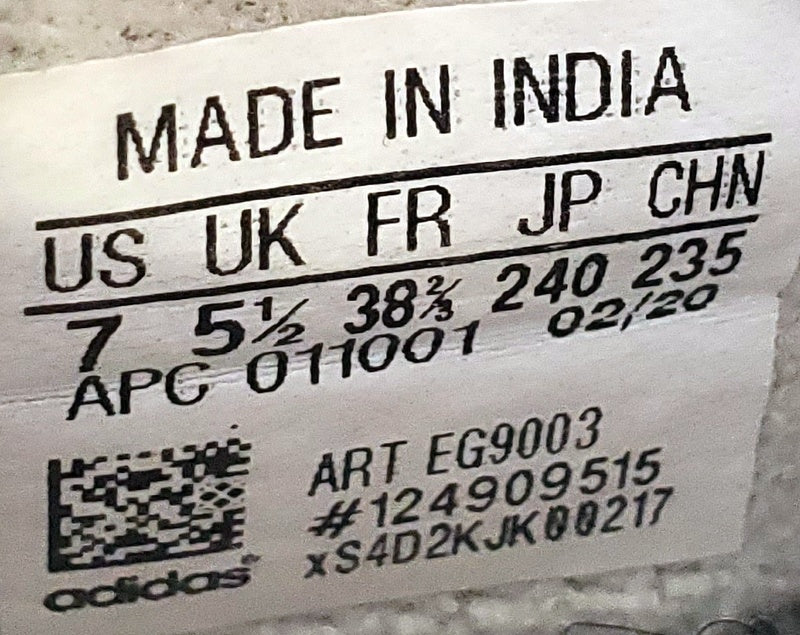 MADE IN INDIA
US UK FR JP CHN
7 5½ 38⅔ 240 235
APC 011001 02/20
ART EG9003
#124909515
xS4D2KJK00217
adidas